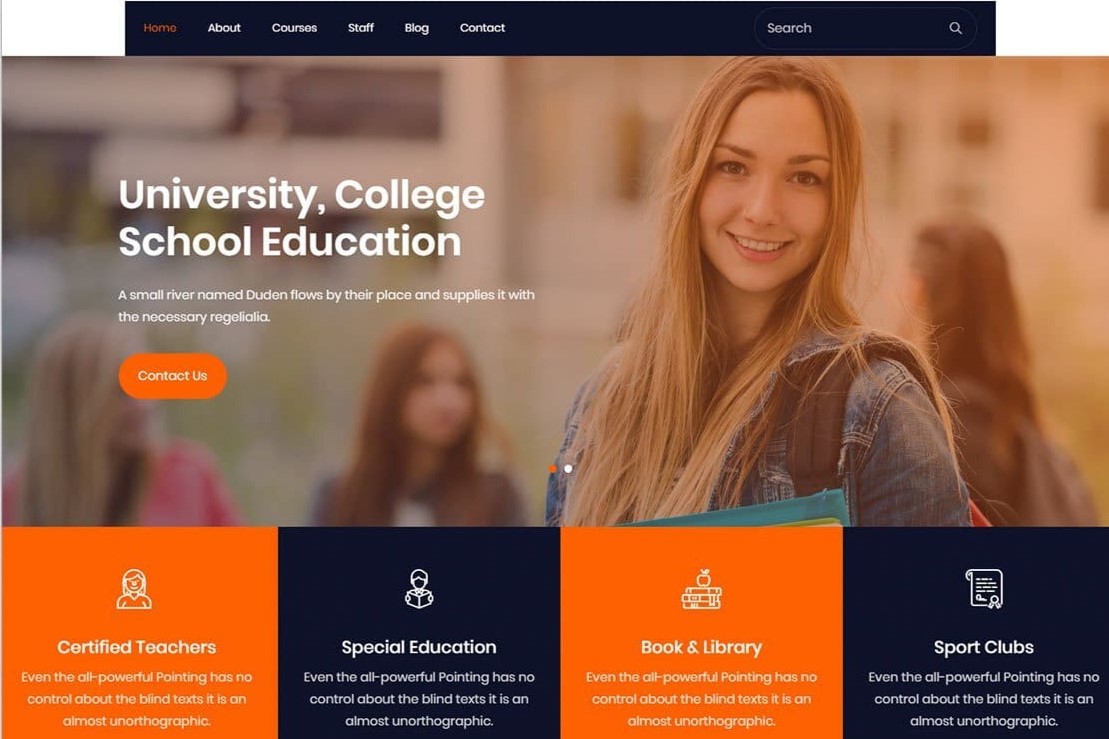 Home About Courses Staff Blog Contact Search
University, College
School Education
A small river named Duden flows by their place and supplies it with
the necessary regelialia.
Contact Us
Certified Teachers
Even the all-powerful Pointing has no
control about the blind texts it is an
almost unorthographic.
Special Education
Even the all-powerful Pointing has no
control about the blind texts it is an
almost unorthographic.
Book & Library
Even the all-powerful Pointing has no
control about the blind texts it is an
almost unorthographic.
Sport Clubs
Even the all-powerful Pointing has no
control about the blind texts it is an
almost unorthographic.